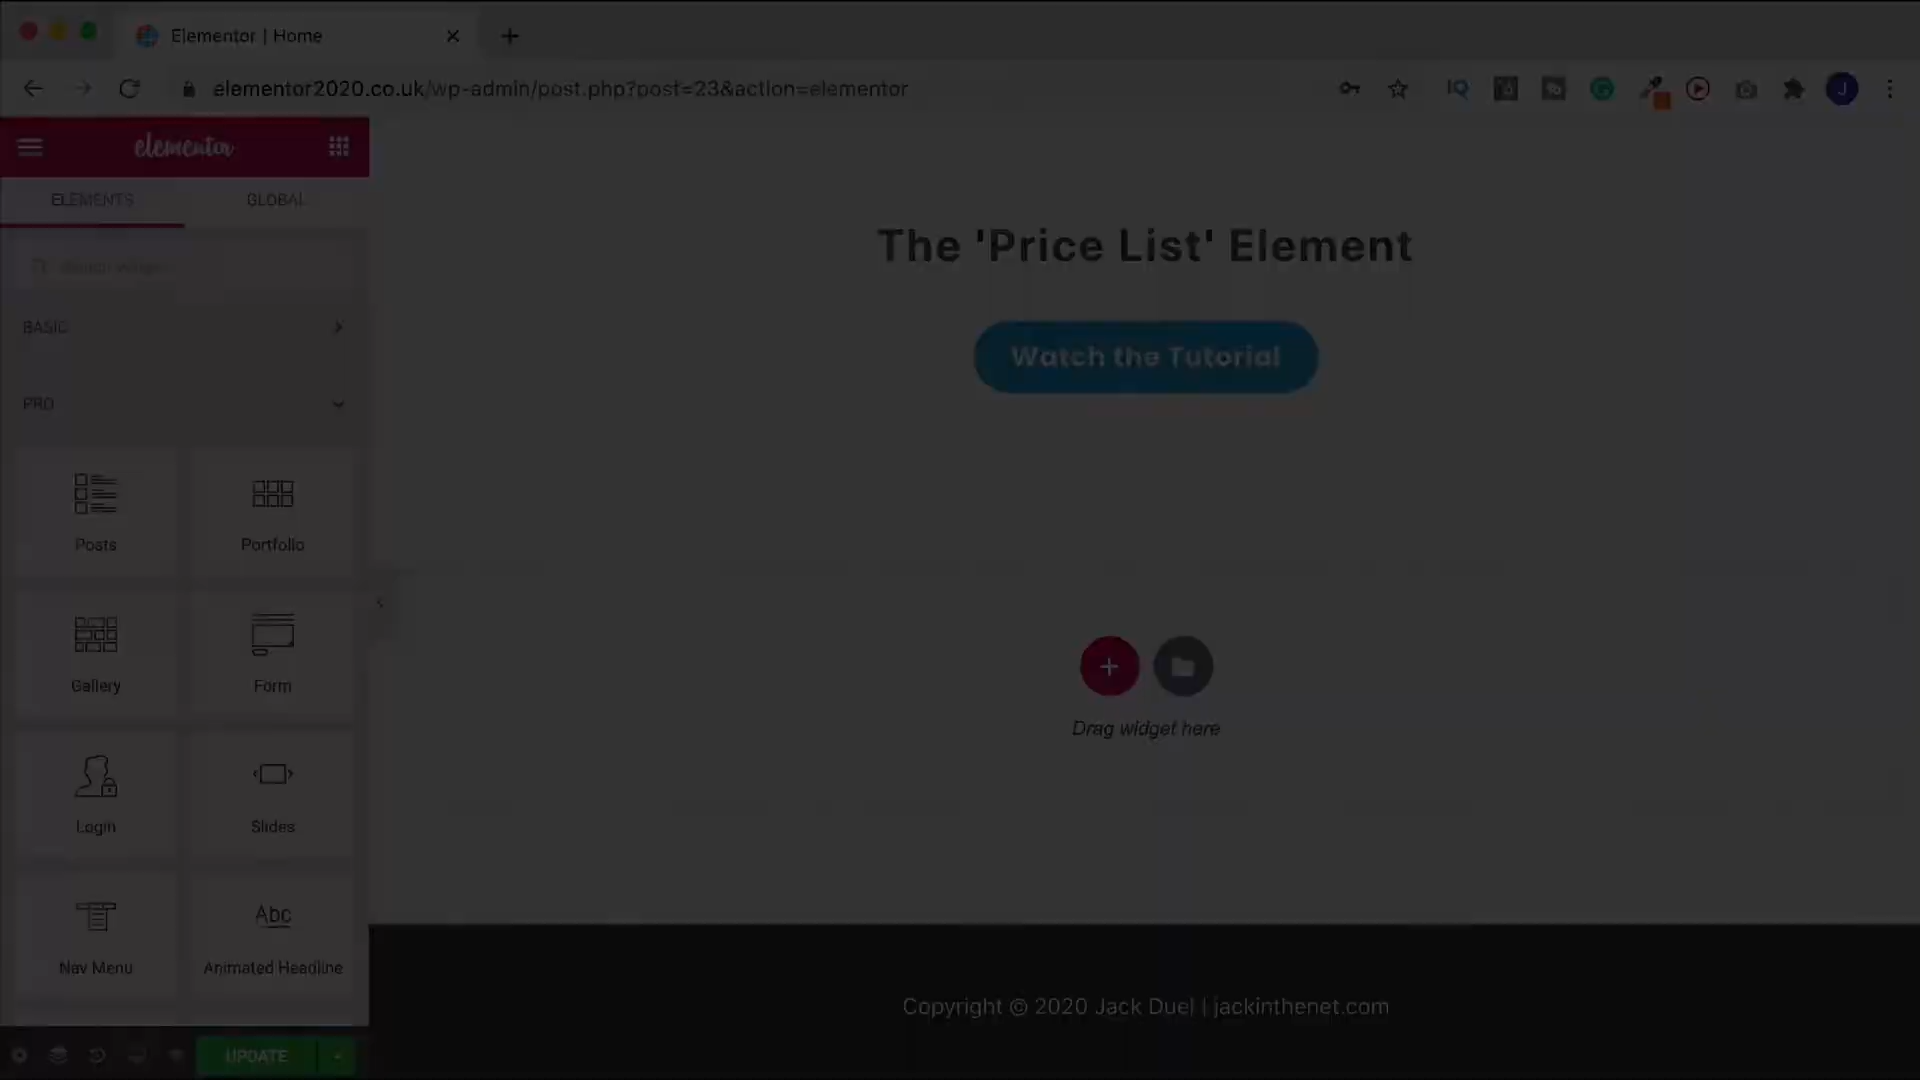 Elementor | Home
elementor2020.co.uk/wp-admin/post.php?post=23&action=elementor
IQ
J
elementor
ELEMENTS
GLOBAL
The 'Price List' Element
BASIC
Watch the Tutorial
PRO
Posts
Portfolio
Gallery
Form
Drag widget here
Login
Slides
Abc
Nav Menu
Animated Headline
Copyright © 2020 Jack Duel | jackinthenet.com
UPDATE